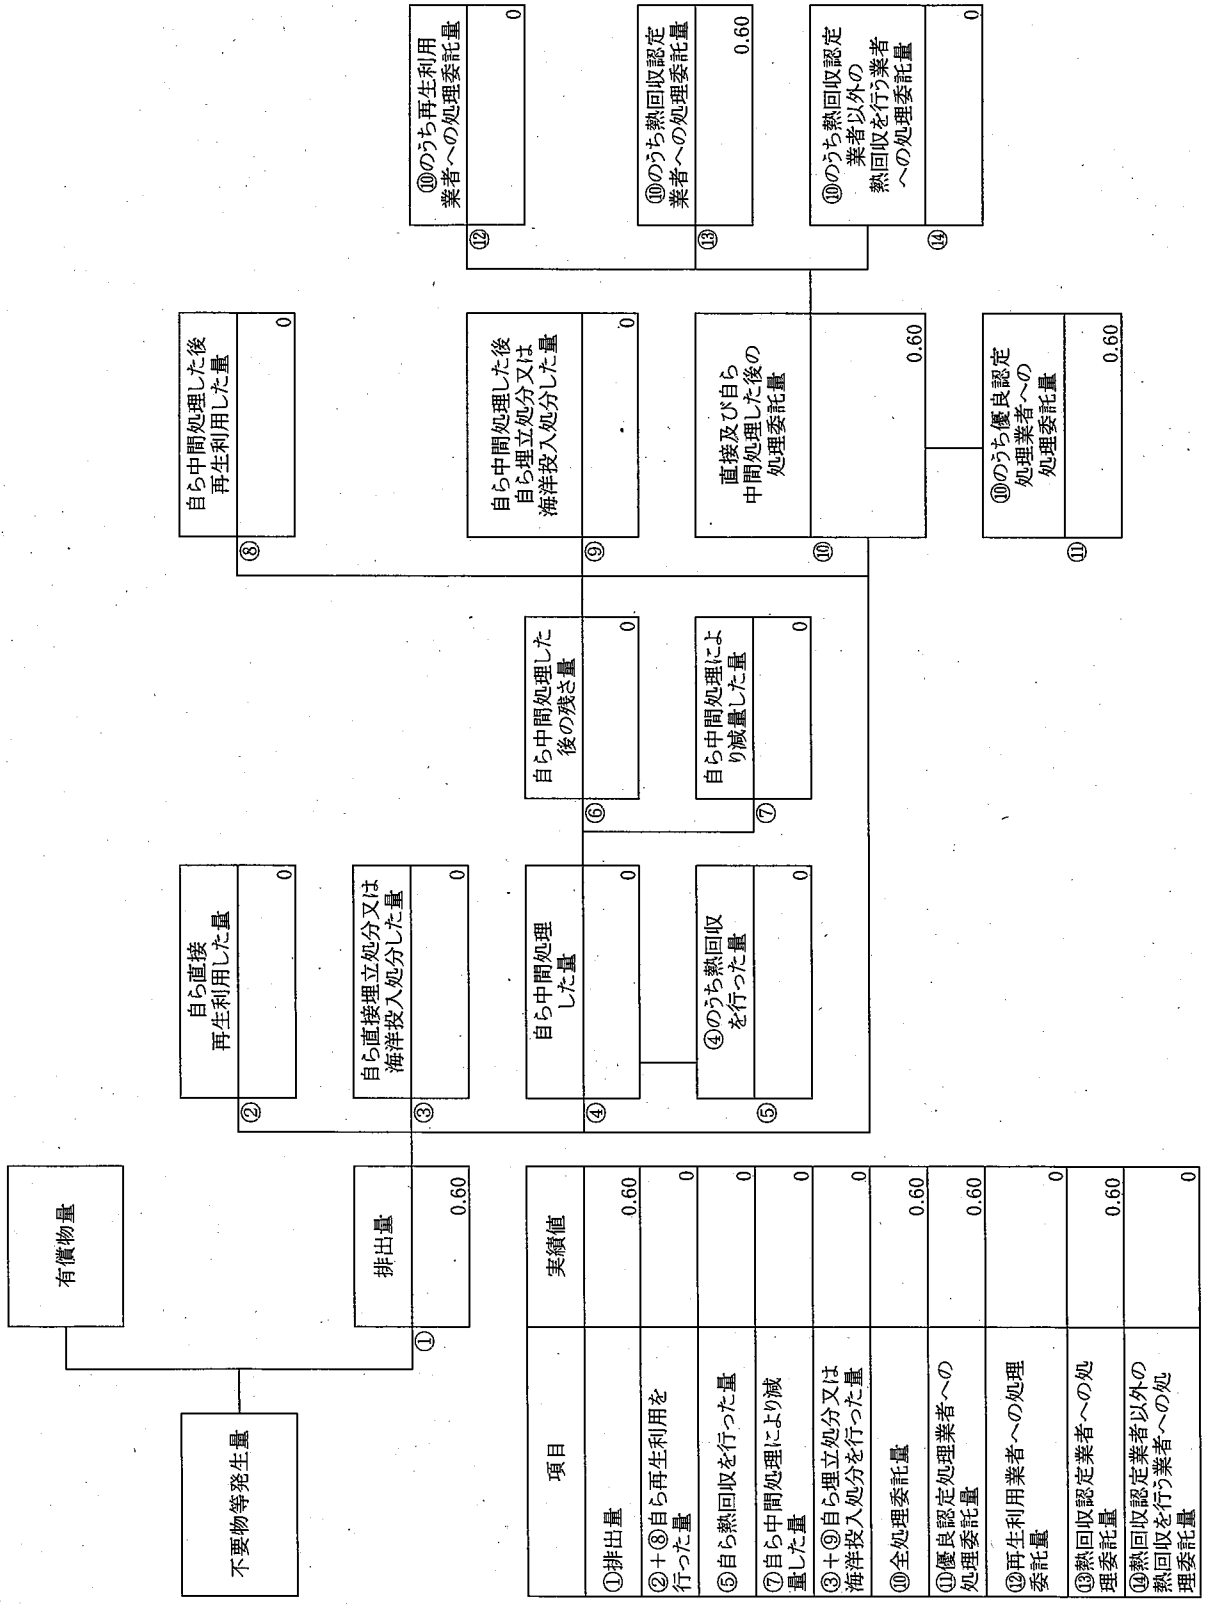 不要物等発生量
有償物量
排出量
①
0.60
自ら直接
再生利用した量
②
0
自ら直接埋立処分又は
海洋投入処分した量
③
0
自ら中間処理
した量
④
0
④のうち熱回収
を行った量
⑤
0
自ら中間処理した
後の残さ量
⑥
0
自ら中間処理によ
り減量した量
⑦
0
自ら中間処理した後
再生利用した量
⑧
0
自ら中間処理した後
自ら埋立処分又は
海洋投入処分した量
⑨
0
直接及び自ら
中間処理した後の
処理委託量
⑩
0.60
⑩のうち優良認定
処理業者への
処理委託量
⑪
0.60
⑩のうち再生利用
業者への処理委託量
⑫
0
⑩のうち熱回収認定
業者への処理委託量
⑬
0.60
⑩のうち熱回収認定
業者以外の
熱回収を行う業者
への処理委託量
⑭
0
項目
実績値
①排出量
0.60
②+⑧自ら再生利用を
行った量
0
⑤自ら熱回収を行った量
0
⑦自ら中間処理により減
量した量
0
③+⑨自ら埋立処分又は
海洋投入処分を行った量
0
⑩全処理委託量
0.60
⑪優良認定処理業者への
処理委託量
0.60
⑫再生利用業者への処理
委託量
0
⑬熱回収認定業者への処
理委託量
0.60
⑭熱回収認定業者以外の
熱回収を行う業者への処
理委託量
0